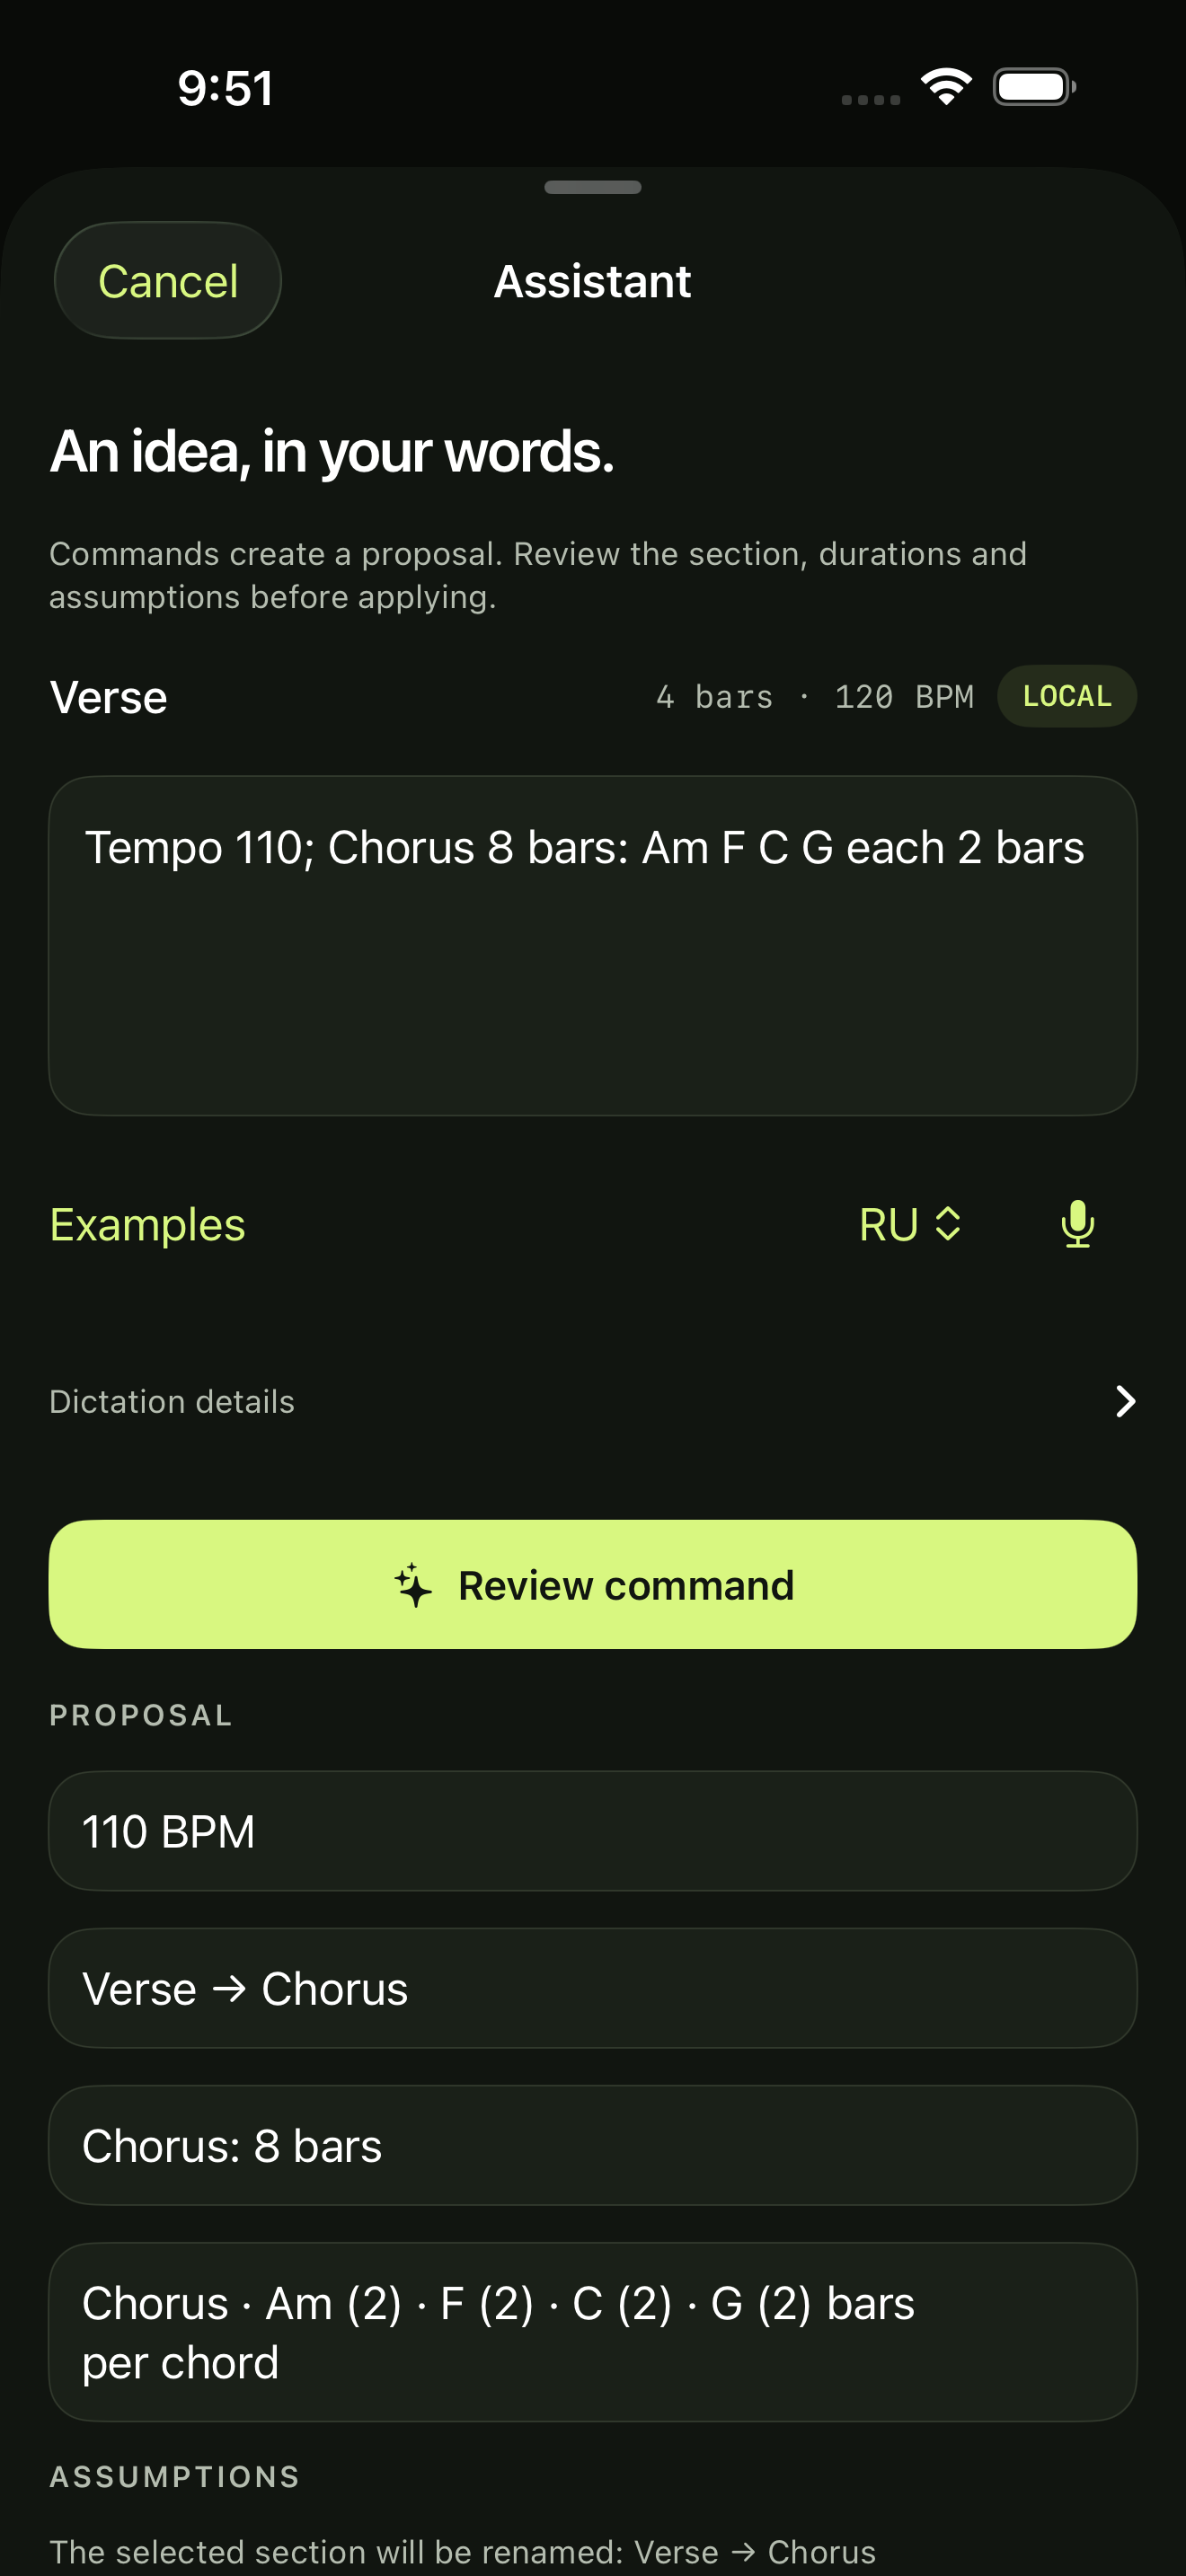 9:51
Cancel
Assistant
An idea, in your words.
Commands create a proposal. Review the section, durations and
assumptions before applying.
Verse
4 bars · 120 BPM
LOCAL
Tempo 110; Chorus 8 bars: Am F C G each 2 bars
Examples
RU
Dictation details
Review command
PROPOSAL
110 BPM
Verse → Chorus
Chorus: 8 bars
Chorus · Am (2) · F (2) · C (2) · G (2) bars
per chord
ASSUMPTIONS
The selected section will be renamed: Verse → Chorus